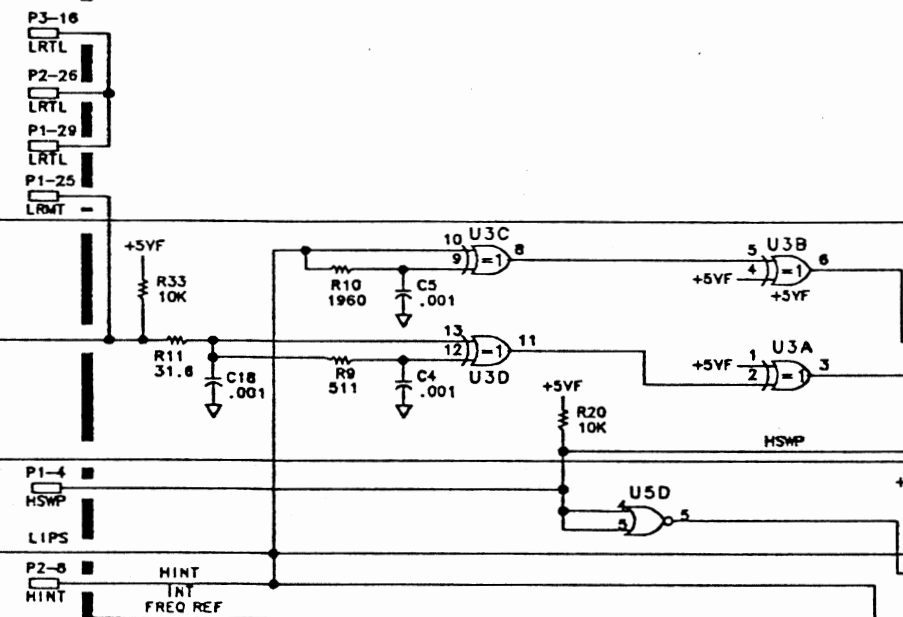 P3-16
LRTL
P2-26
LRTL
P1-29
LRTL
P1-25
LRMT
+5VF
R33
10K
R11
31.6
C18
.001
10
9
U3C
=1
8
R10
1960
C5
.001
13
12
=1
11
U3D
R9
511
C4
.001
5
4
U3B
=1
6
+5VF
+5VF
+5VF
1
2
U3A
=1
3
+5VF
R20
10K
HSWP
P1-4
HSWP
4
5
U5D
5
+
LIPS
P2-8
HINT
HINT
INT
FREQ REF